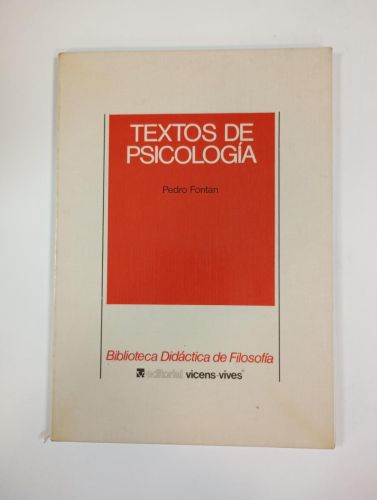 TEXTOS DE
PSICOLOGÍA
Pedro Fontán
Biblioteca Didáctica de Filosofía
editorial vicens-vives